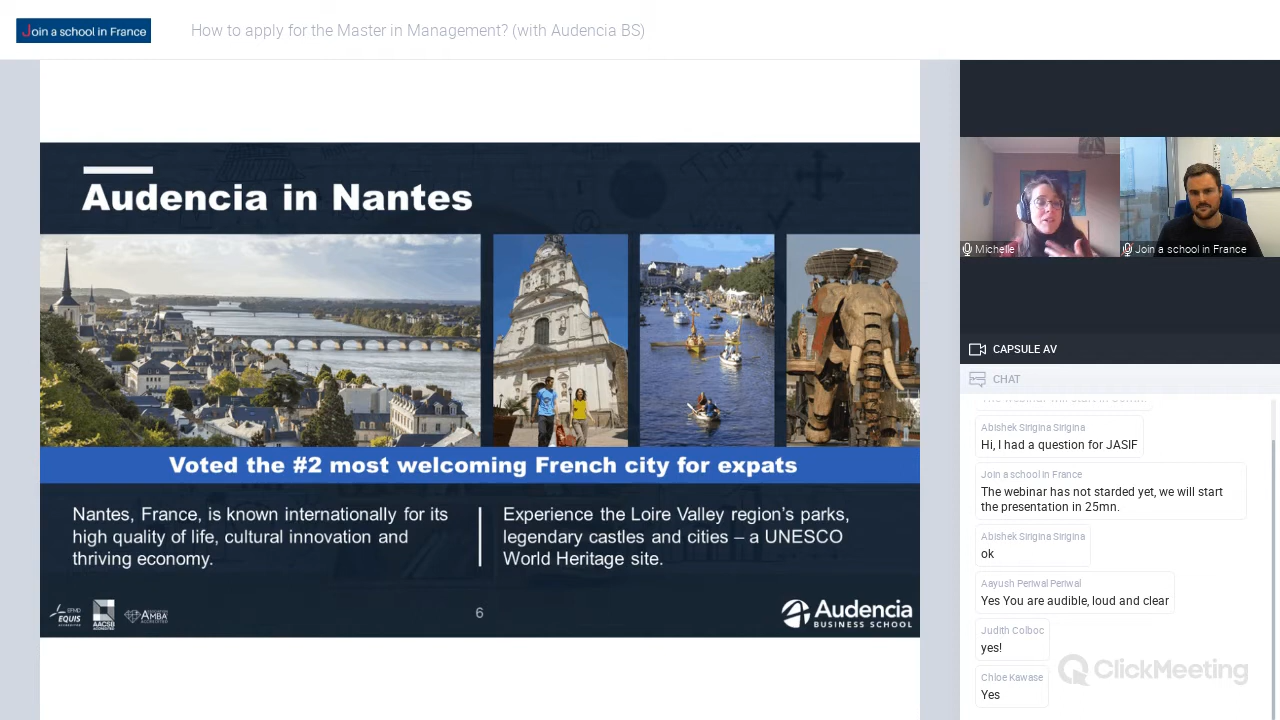 Join a school in France
How to apply for the Master in Management? (with Audencia BS)
Audencia in Nantes
Voted the #2 most welcoming French city for expats
Nantes, France, is known internationally for its
high quality of life, cultural innovation and
thriving economy.
Experience the Loire Valley region's parks,
legendary castles and cities – a UNESCO
World Heritage site.
EFMD
EQUIS
ACCREDITED
AACSB
ACCREDITED
AMBA
ACCREDITED
6
Audencia
BUSINESS SCHOOL
Michelle
Join a school in France
CAPSULE AV
CHAT
Abishek Sirigina Sirigina
Hi, I had a question for JASIF
Join a school in France
The webinar has not starded yet, we will start
the presentation in 25mn.
Abishek Sirigina Sirigina
ok
Aayush Periwal Periwal
Yes You are audible, loud and clear
Judith Colboc
yes!
Chloe Kawase
Yes
ClickMeeting